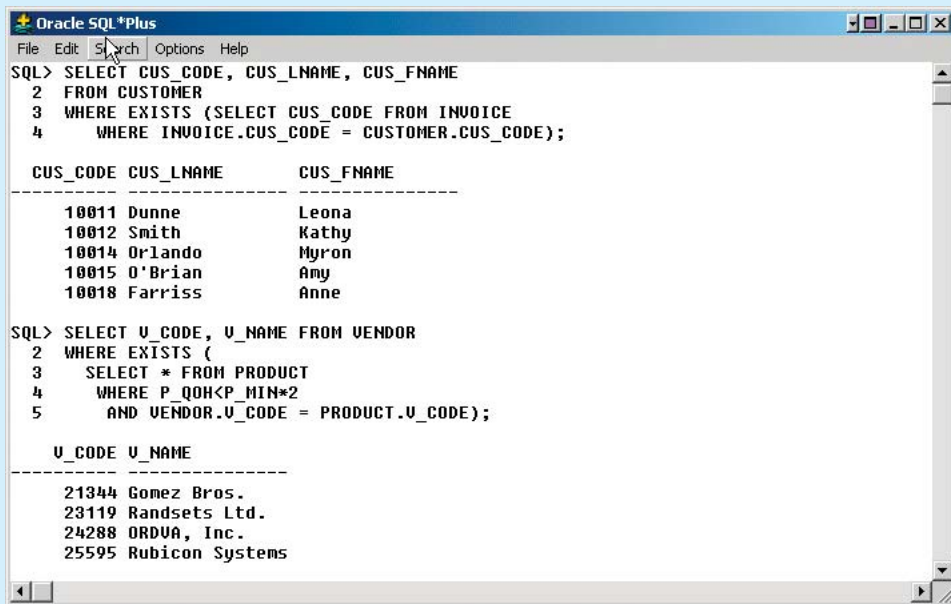 Oracle SQL*Plus
File Edit Search Options Help
SQL> SELECT CUS_CODE, CUS_LNAME, CUS_FNAME
2 FROM CUSTOMER
3 WHERE EXISTS (SELECT CUS_CODE FROM INVOICE
4 WHERE INVOICE.CUS_CODE = CUSTOMER.CUS_CODE);
CUS_CODE CUS_LNAME CUS_FNAME
---------- --------------- ---------------
10011 Dunne Leona
10012 Smith Kathy
10014 Orlando Myron
10015 O'Brian Amy
10018 Farriss Anne
SQL> SELECT V_CODE, V_NAME FROM VENDOR
2 WHERE EXISTS (
3 SELECT * FROM PRODUCT
4 WHERE P_QOH<P_MIN*2
5 AND VENDOR.V_CODE = PRODUCT.V_CODE);
V_CODE V_NAME
---------- ---------------
21344 Gomez Bros.
23119 Randsets Ltd.
24288 ORDVA, Inc.
25595 Rubicon Systems